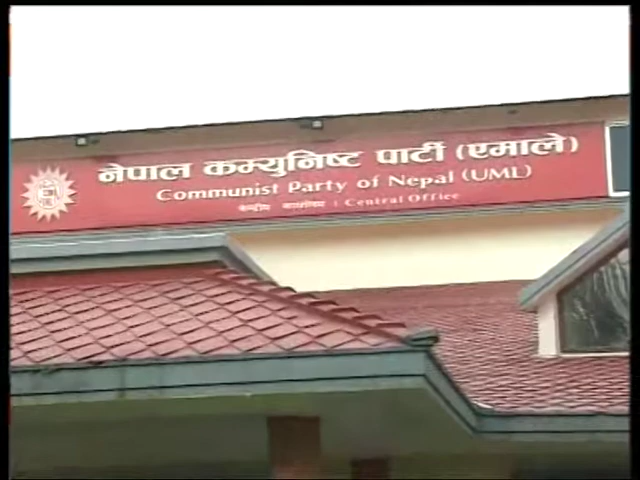 नेपाल कम्युनिष्ट पार्टी (एमाले)
Communist Party of Nepal (UML)
केन्द्रीय कार्यालय | Central Office